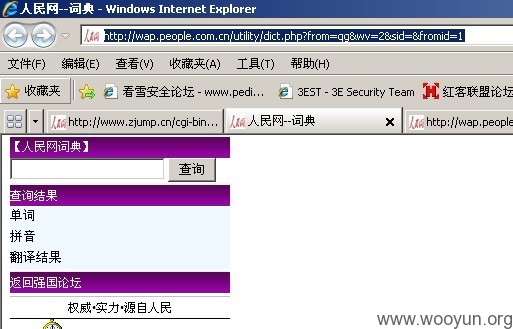 人民网--词典 - Windows Internet Explorer
http://wap.people.com.cn/utility/dict.php?from=qg&wv=2&sid=&fromid=1
文件(F) 编辑(E) 查看(V) 收藏夹(A) 工具(T) 帮助(H)
收藏夹 看雪安全论坛 - www.pedi... 3EST - 3E Security Team 红客联盟论坛
http://www.zjump.cn/cgi-bin... 人民网--词典 http://wap.people
【人民网词典】
查询
查询结果
单词
拼音
翻译结果
返回强国论坛
权威•实力•源自人民
www.wooyun.org